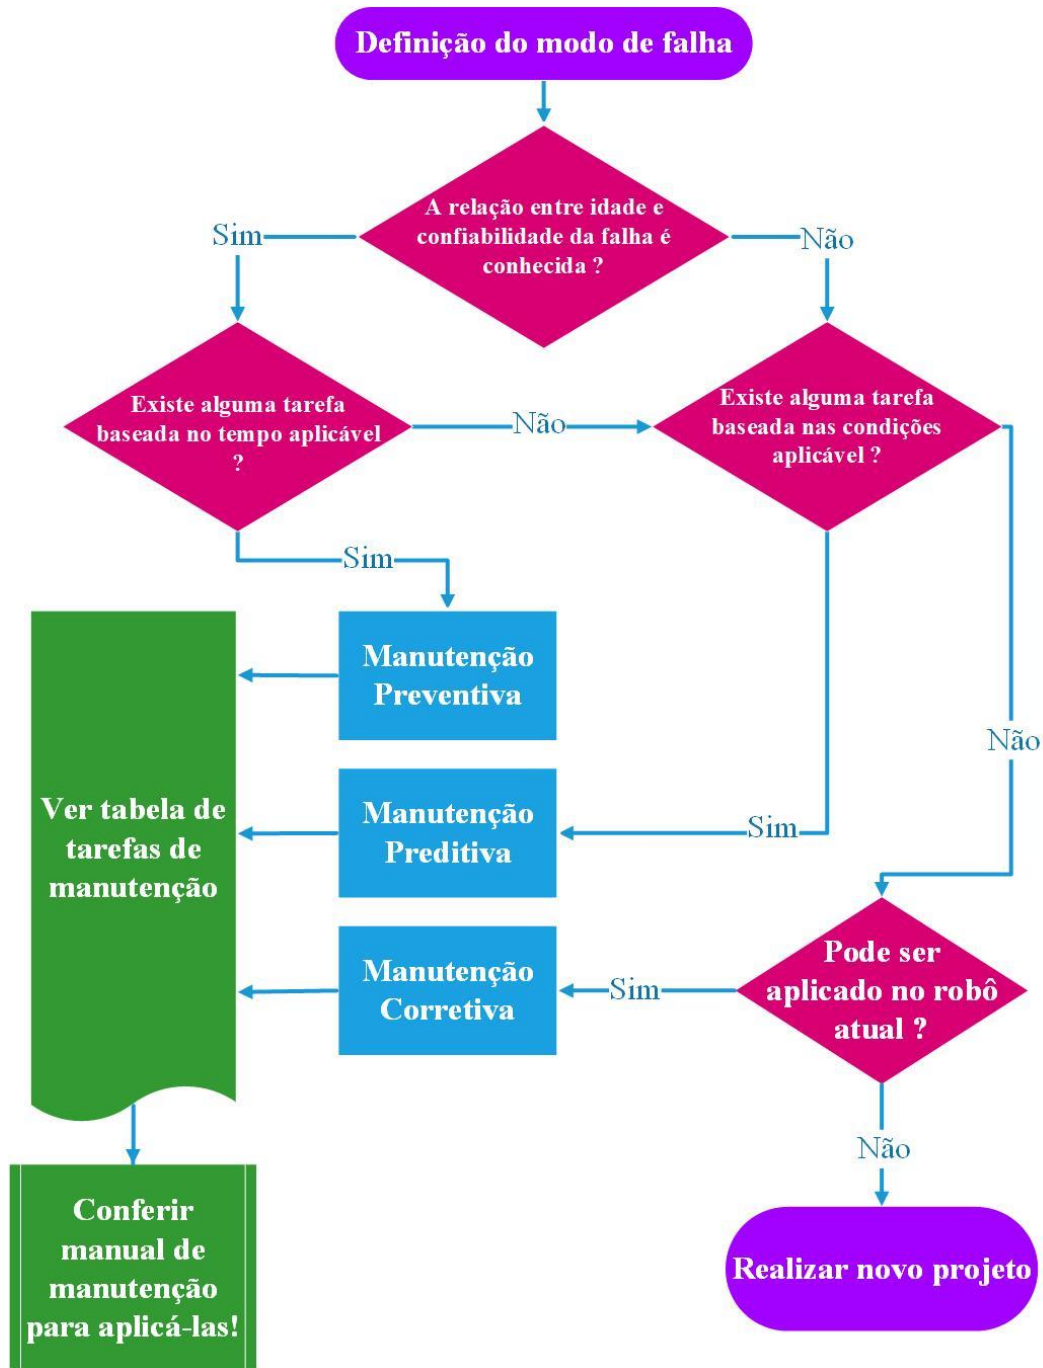 Definição do modo de falha
A relação entre idade e
confiabilidade da falha é
conhecida ?
Sim
Não
Existe alguma tarefa
baseada no tempo aplicável
?
Não
Existe alguma tarefa
baseada nas condições
aplicável ?
Sim
Manutenção
Preventiva
Não
Ver tabela de
tarefas de
manutenção
Manutenção
Preditiva
Sim
Manutenção
Corretiva
Sim
Pode ser
aplicado no robô
atual ?
Não
Conferir
manual de
manutenção
para aplicá-las!
Realizar novo projeto